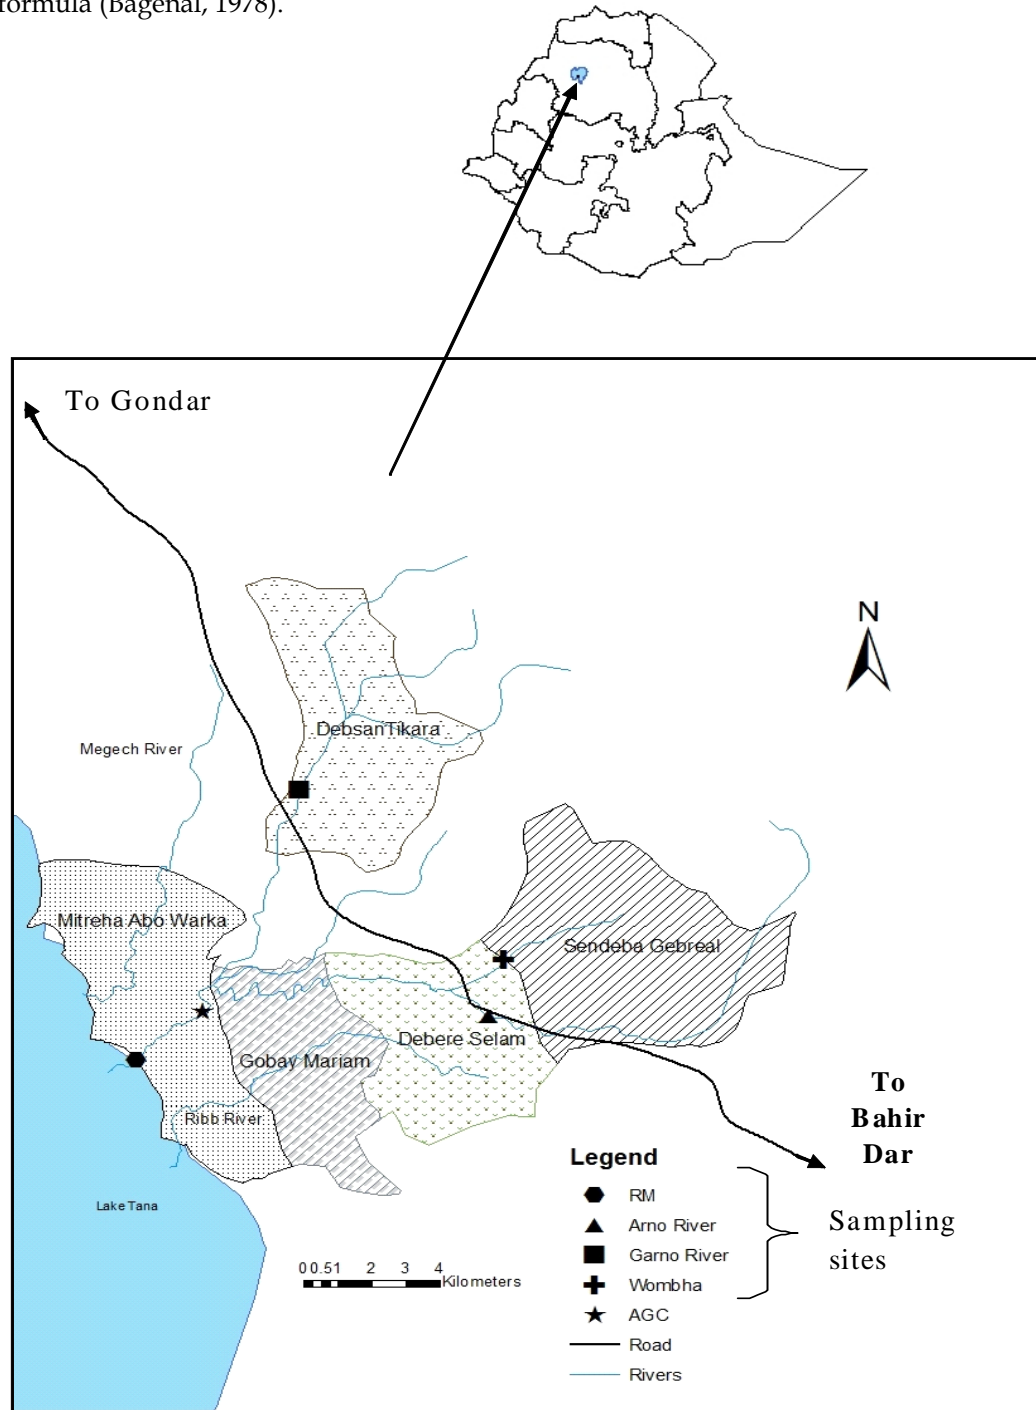 formula (Bagenal, 1978).
To Gondar
N
DebsanTikara
Megech River
Mitreha Abo Warka
Sendeba Gebreal
Debere Selam
Gobay Mariam
Ribb River
To
Bahir
Dar
Lake Tana
Legend
RM
Arno River
Garno River
Wombha
AGC
Road
Rivers
Sampling
sites
0 0.51 2 3 4
Kilometers